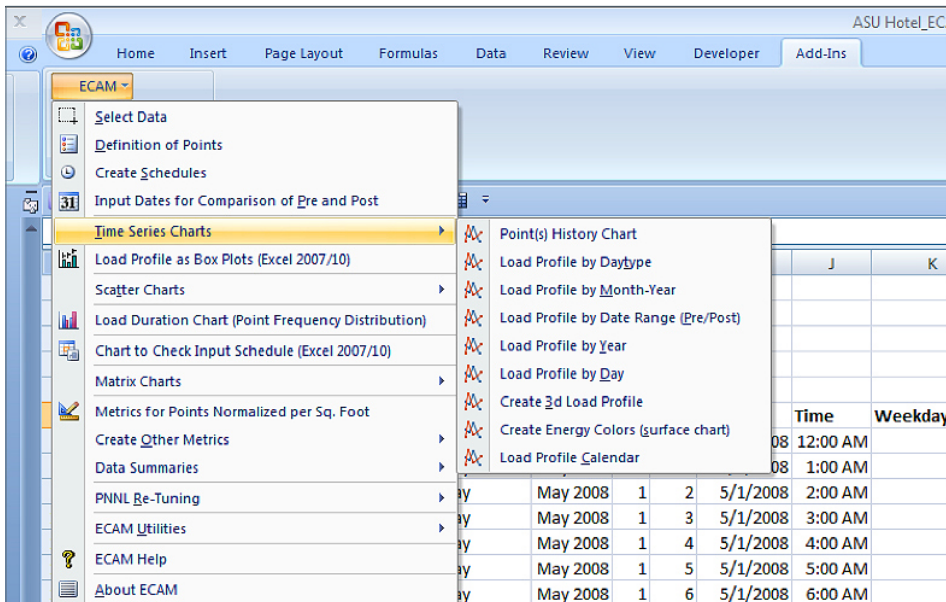 ASU Hotel_EC
Home Insert Page Layout Formulas Data Review View Developer Add-Ins
ECAM
Select Data
Definition of Points
Create Schedules
31 Input Dates for Comparison of Pre and Post
Time Series Charts
Load Profile as Box Plots (Excel 2007/10)
Scatter Charts
Load Duration Chart (Point Frequency Distribution)
Chart to Check Input Schedule (Excel 2007/10)
Matrix Charts
Metrics for Points Normalized per Sq. Foot
Create Other Metrics
Data Summaries
PNNL Re-Tuning
ECAM Utilities
ECAM Help
About ECAM
Point(s) History Chart
Load Profile by Daytype
Load Profile by Month-Year
Load Profile by Date Range (Pre/Post)
Load Profile by Year
Load Profile by Day
Create 3d Load Profile
Create Energy Colors (surface chart)
Load Profile Calendar
J K
Time Weekday
08 12:00 AM
08 1:00 AM
ay May 2008 1 2 5/1/2008 2:00 AM
ay May 2008 1 3 5/1/2008 3:00 AM
ay May 2008 1 4 5/1/2008 4:00 AM
ay May 2008 1 5 5/1/2008 5:00 AM
ay May 2008 1 6 5/1/2008 6:00 AM